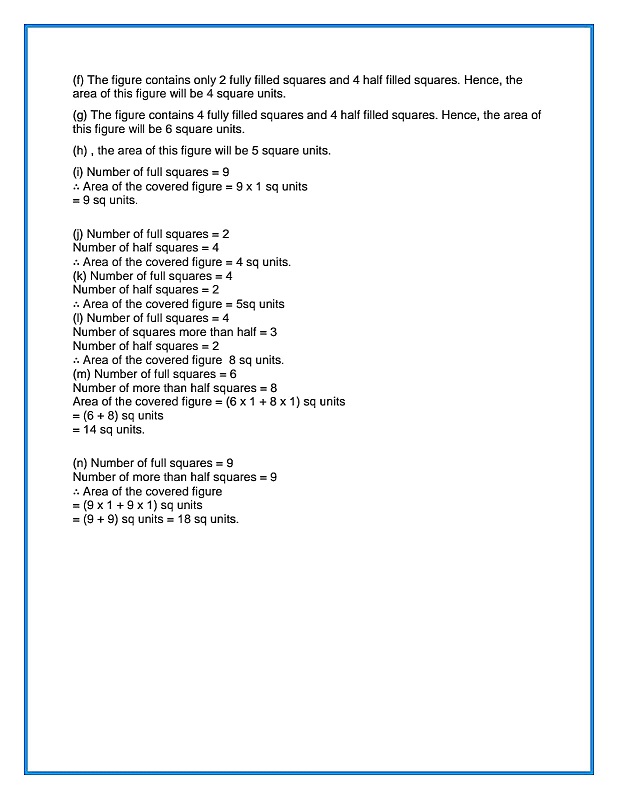 (f) The figure contains only 2 fully filled squares and 4 half filled squares. Hence, the
area of this figure will be 4 square units.
(g) The figure contains 4 fully filled squares and 4 half filled squares. Hence, the area of
this figure will be 6 square units.
(h) , the area of this figure will be 5 square units.
(i) Number of full squares = 9
∴ Area of the covered figure = 9 x 1 sq units
= 9 sq units.
(j) Number of full squares = 2
Number of half squares = 4
∴ Area of the covered figure = 4 sq units.
(k) Number of full squares = 4
Number of half squares = 2
∴ Area of the covered figure = 5sq units
(l) Number of full squares = 4
Number of squares more than half = 3
Number of half squares = 2
∴ Area of the covered figure  8 sq units.
(m) Number of full squares = 6
Number of more than half squares = 8
Area of the covered figure = (6 x 1 + 8 x 1) sq units
= (6 + 8) sq units
= 14 sq units.
(n) Number of full squares = 9
Number of more than half squares = 9
∴ Area of the covered figure
= (9 x 1 + 9 x 1) sq units
= (9 + 9) sq units = 18 sq units.